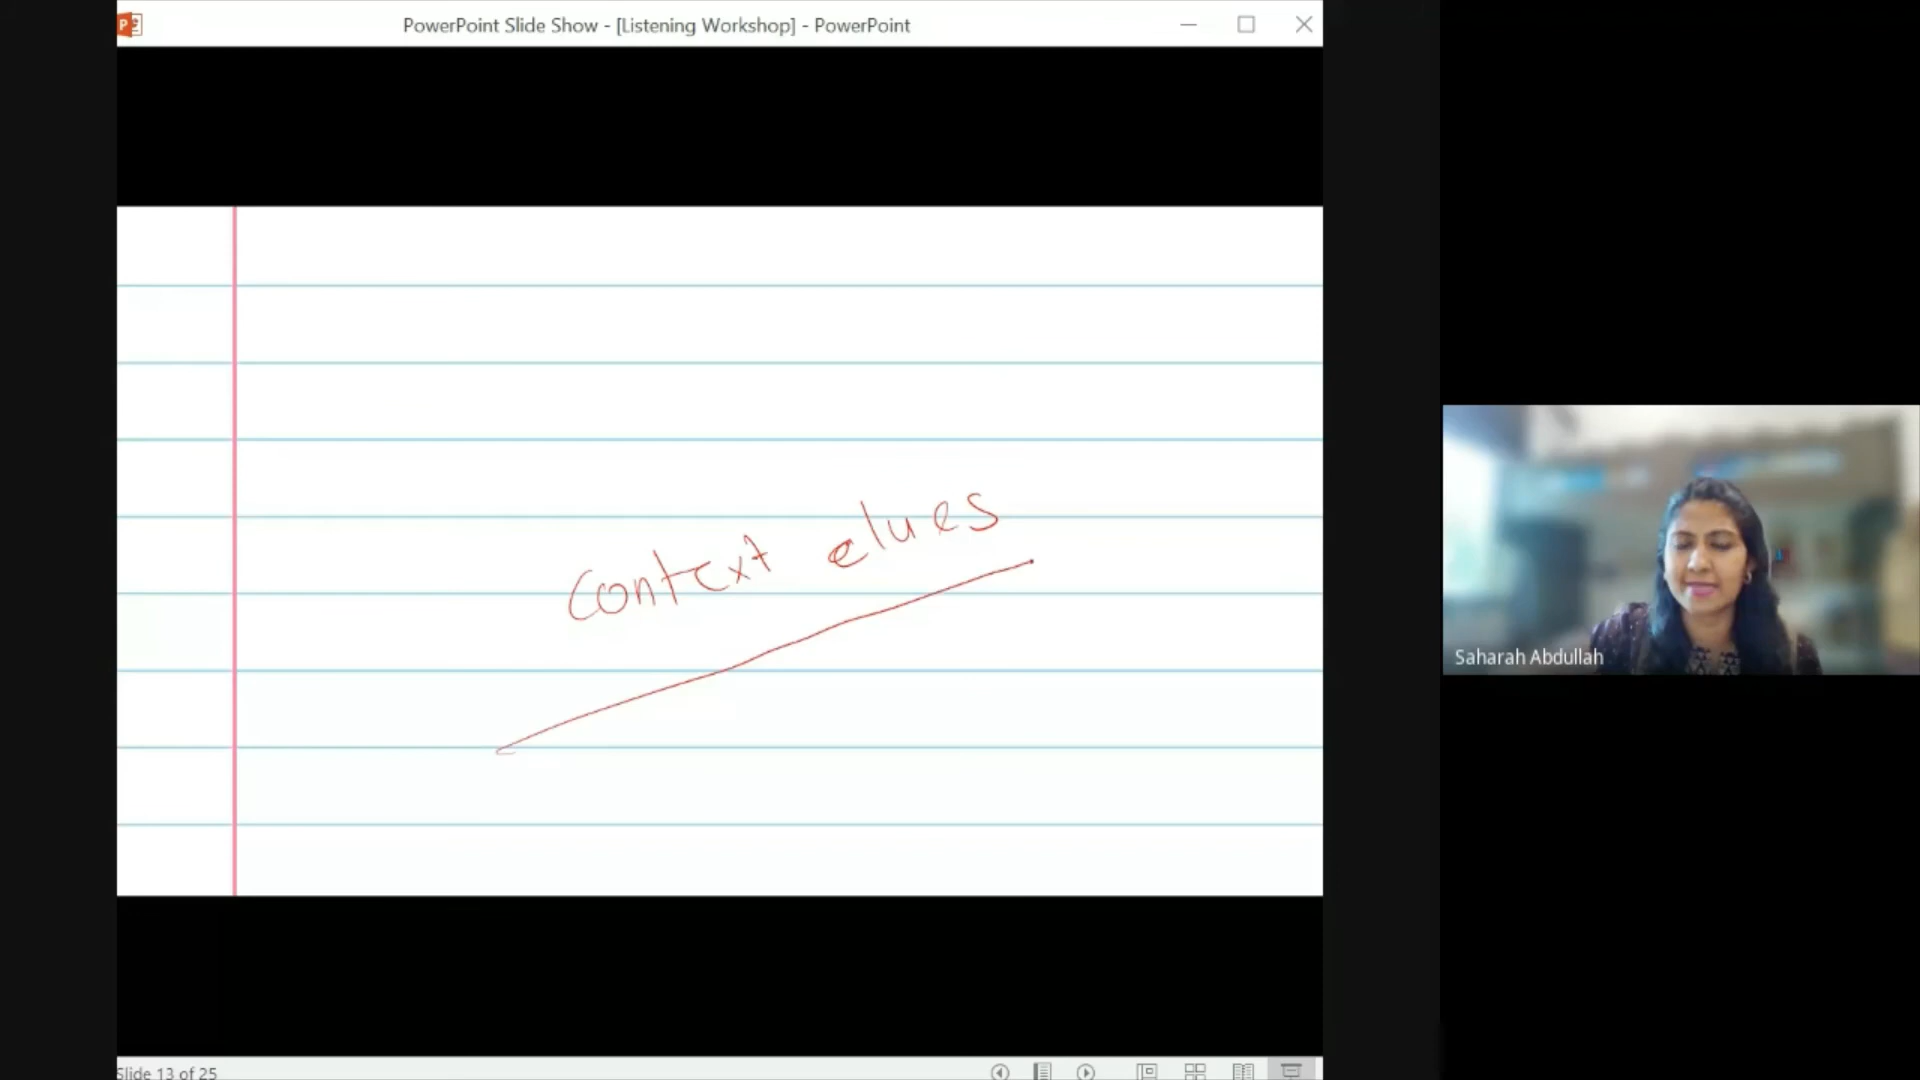 PowerPoint Slide Show - [Listening Workshop] - PowerPoint
Context clues
Saharah Abdullah
Slide 13 of 25